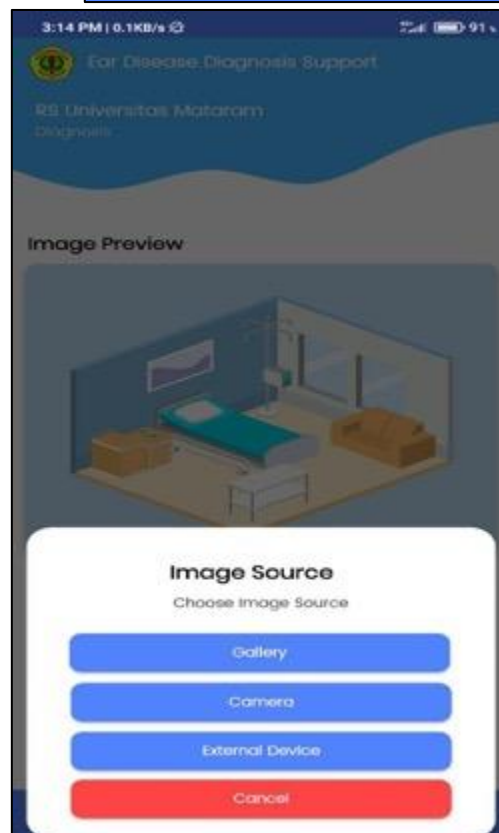 3:14 PM | 0.1KB/s
91
Ear Disease Diagnosis Support
RS Universitas Mataram
Diagnosis
Image Preview
Image Source
Choose Image Source
Gallery
Camera
External Device
Cancel